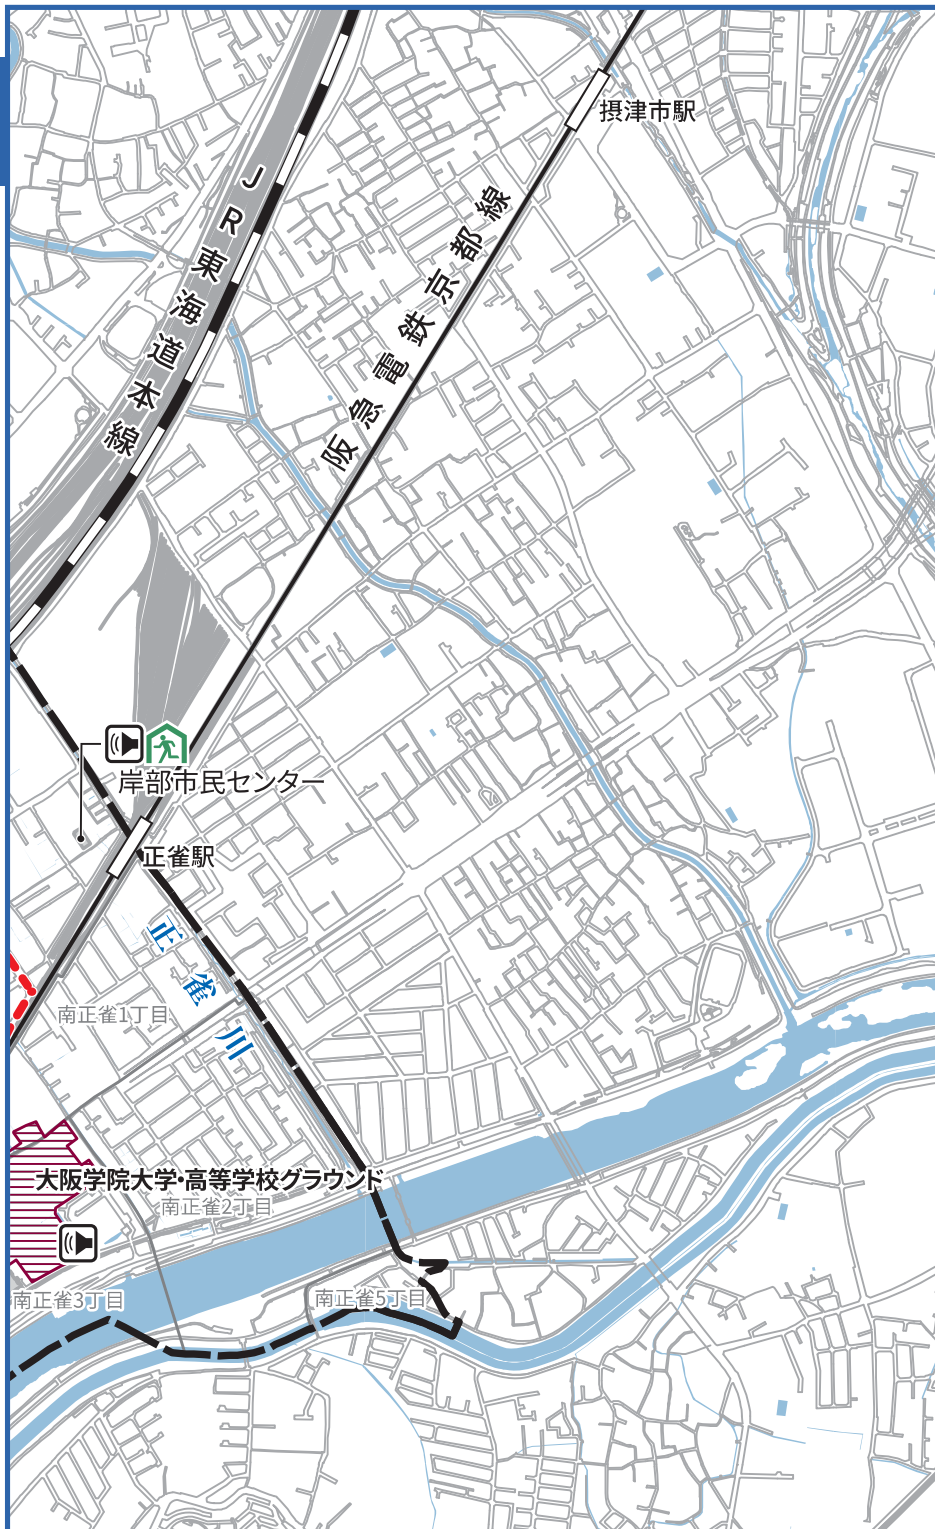 摂津市駅
JR東海道本線
阪急電鉄京都線
岸部市民センター
正雀駅
正雀川
南正雀1丁目
大阪学院大学・高等学校グラウンド
南正雀2丁目
南正雀3丁目
南正雀5丁目